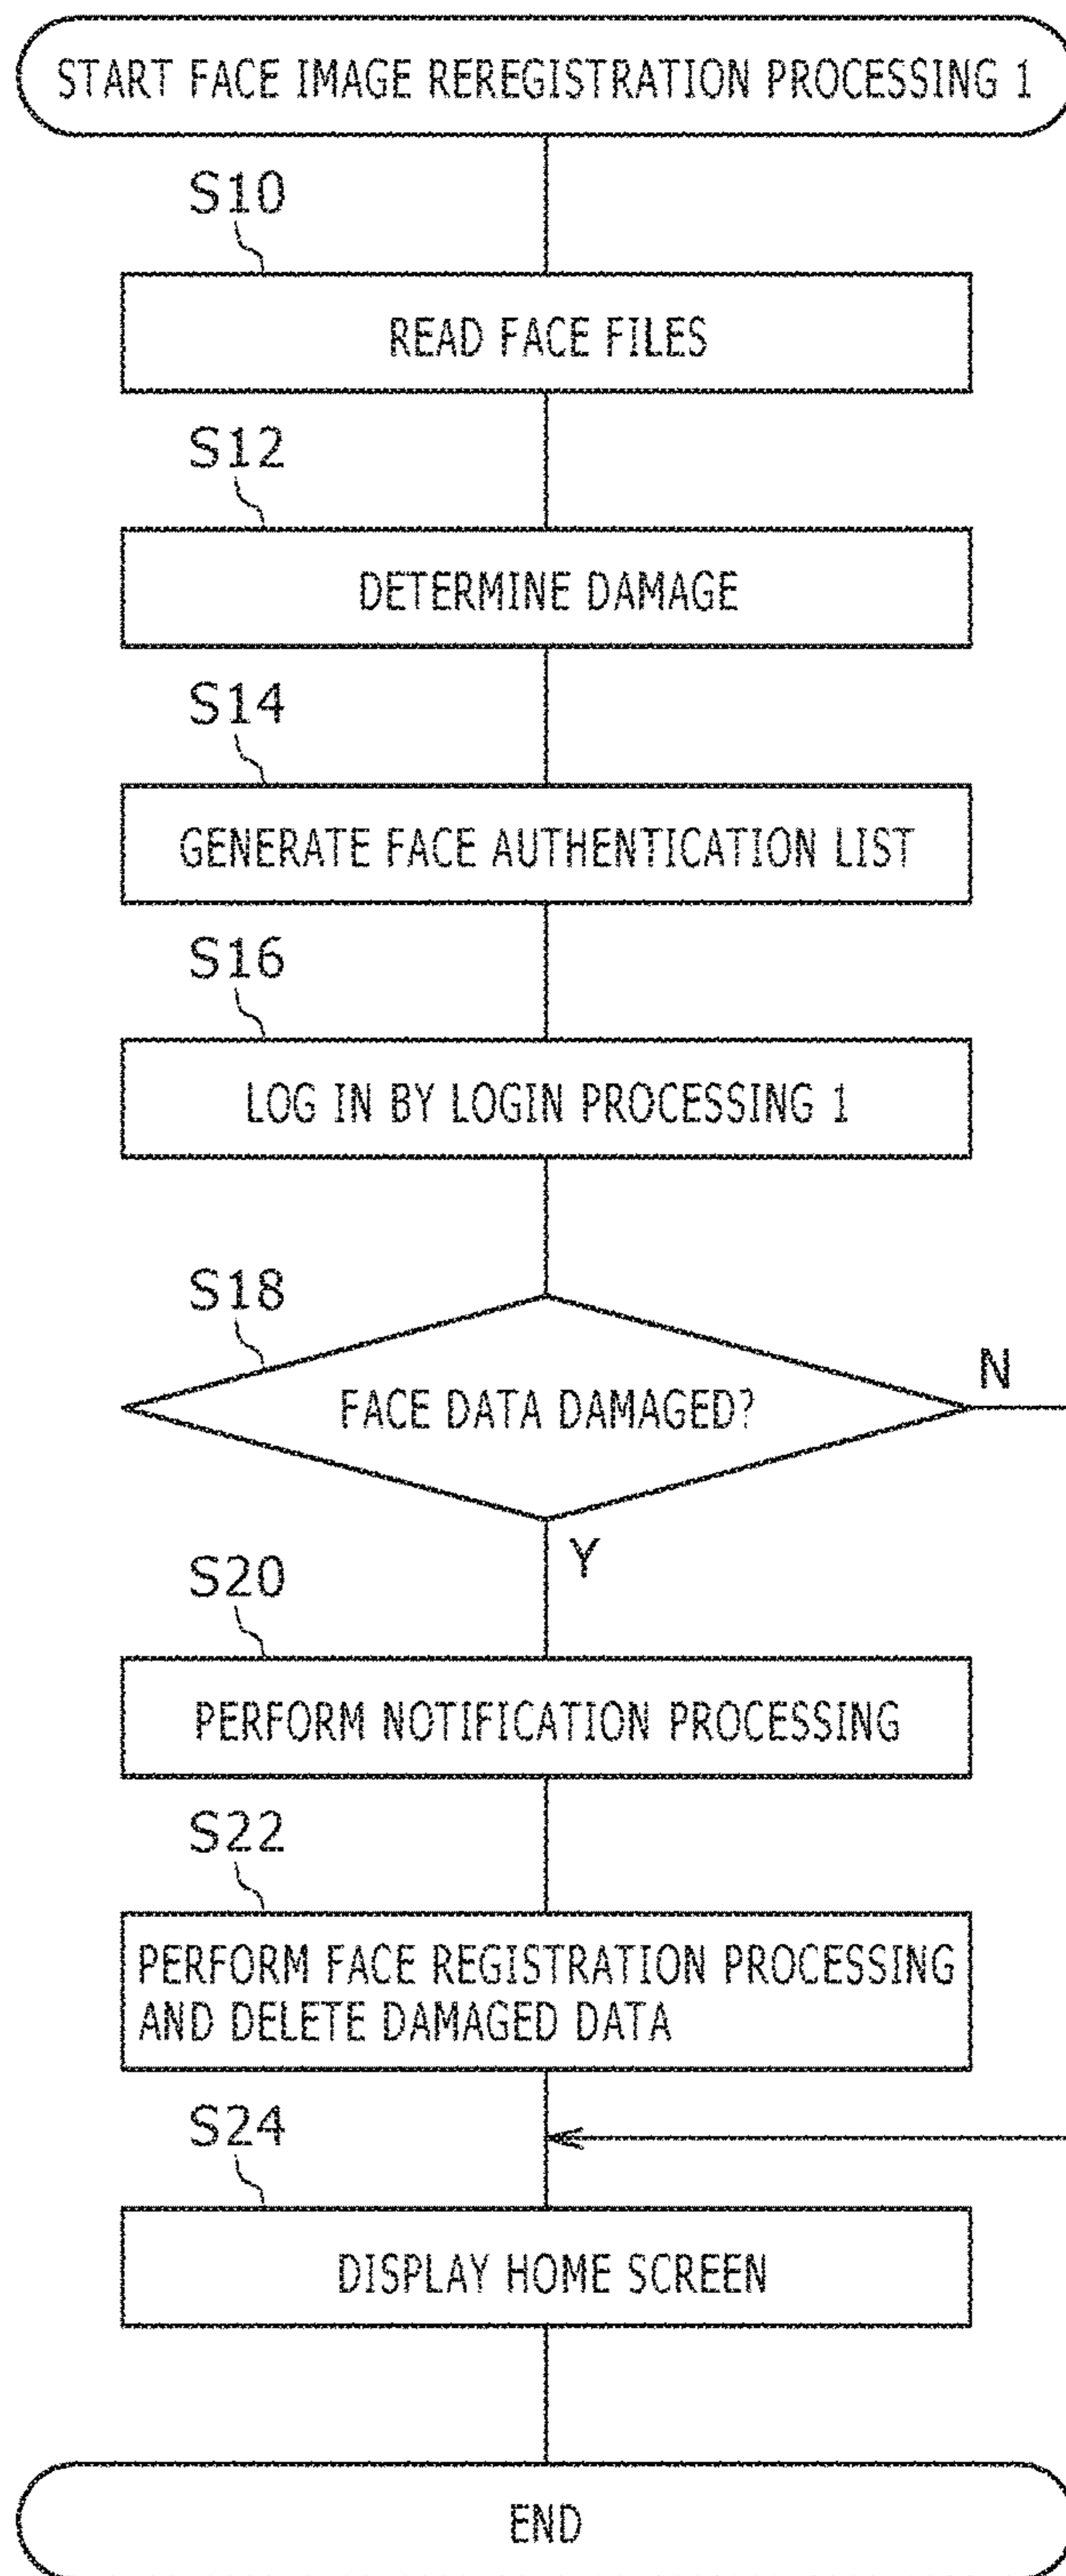 START FACE IMAGE REREGISTRATION PROCESSING 1
S10
READ FACE FILES
S12
DETERMINE DAMAGE
S14
GENERATE FACE AUTHENTICATION LIST
S16
LOG IN BY LOGIN PROCESSING 1
S18
FACE DATA DAMAGED?
N
Y
S20
PERFORM NOTIFICATION PROCESSING
S22
PERFORM FACE REGISTRATION PROCESSING
AND DELETE DAMAGED DATA
S24
DISPLAY HOME SCREEN
END